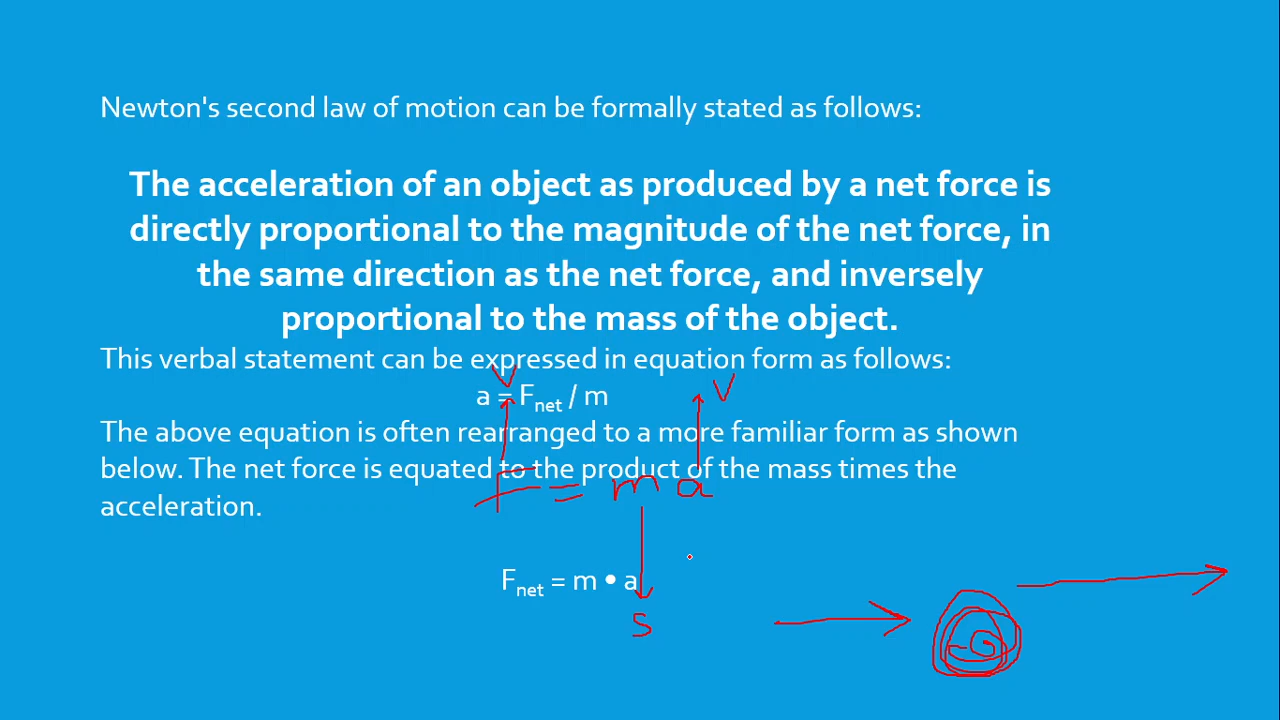 Newton's second law of motion can be formally stated as follows:
The acceleration of an object as produced by a net force is
directly proportional to the magnitude of the net force, in
the same direction as the net force, and inversely
proportional to the mass of the object.
This verbal statement can be expressed in equation form as follows:
V
V
a = Fnet / m
The above equation is often rearranged to a more familiar form as shown
below. The net force is equated to the product of the mass times the
F = m a
acceleration.
Fnet = m • a
S